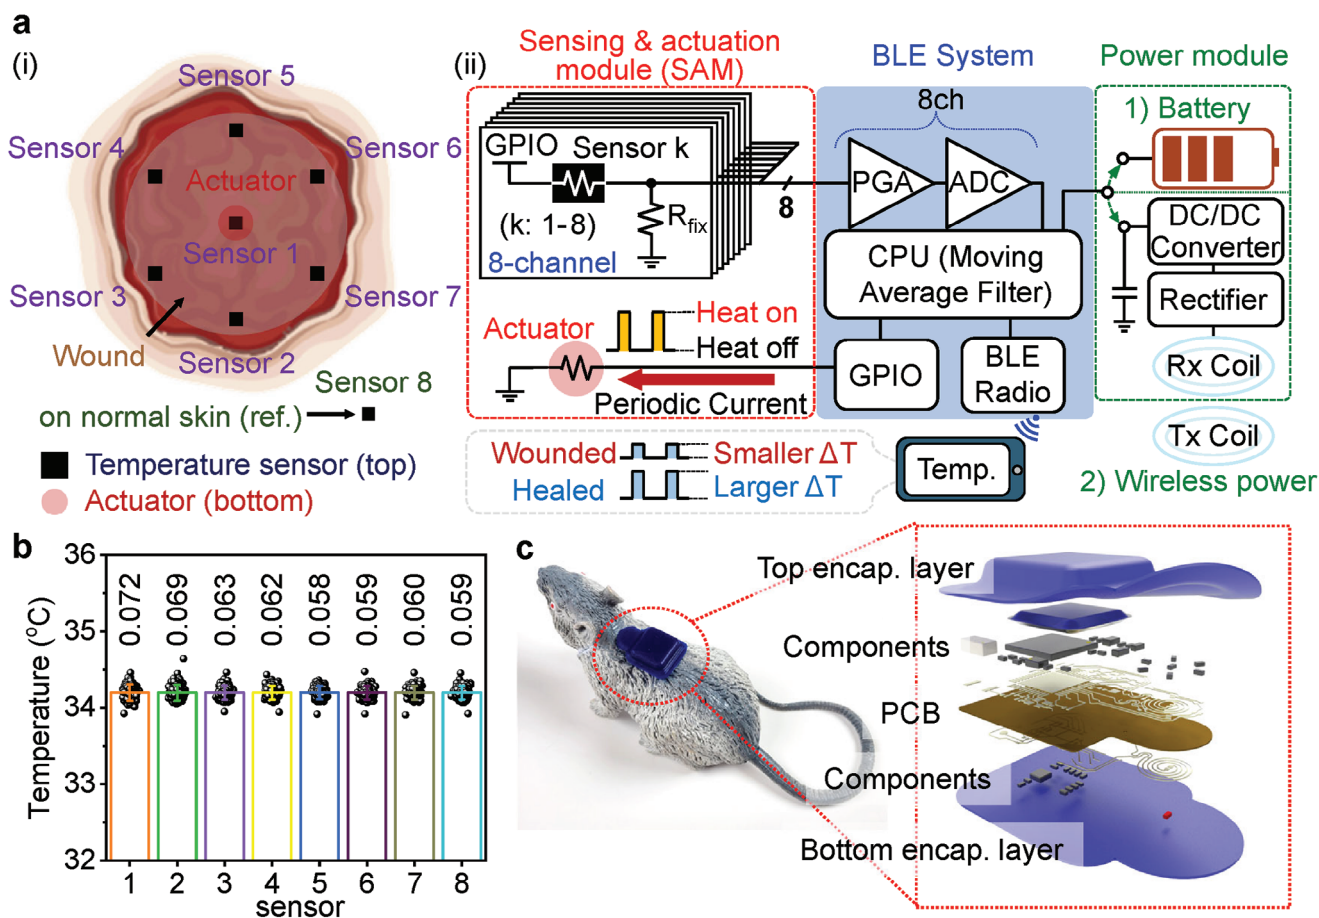 a
(i)
Sensor 5
Sensor 4
Sensor 6
Actuator
Sensor 1
Sensor 3
Sensor 7
Wound
Sensor 2
Sensor 8
on normal skin (ref.)
Temperature sensor (top)
Actuator (bottom)
(ii)
Sensing & actuation
module (SAM)
GPIO
Sensor k
(k: 1-8)
Rfix
8-channel
8
Actuator
Heat on
Heat off
Periodic Current
BLE System
8ch
PGA
ADC
CPU (Moving
Average Filter)
GPIO
BLE
Radio
Power module
1) Battery
DC/DC
Converter
Rectifier
Rx Coil
Tx Coil
2) Wireless power
Wounded
Smaller ΔT
Healed
Larger ΔT
Temp.
b
Temperature (°C)
36
35
34
33
32
0.072
0.069
0.063
0.062
0.058
0.059
0.060
0.059
1 2 3 4 5 6 7 8
sensor
c
Top encap. layer
Components
PCB
Components
Bottom encap. layer